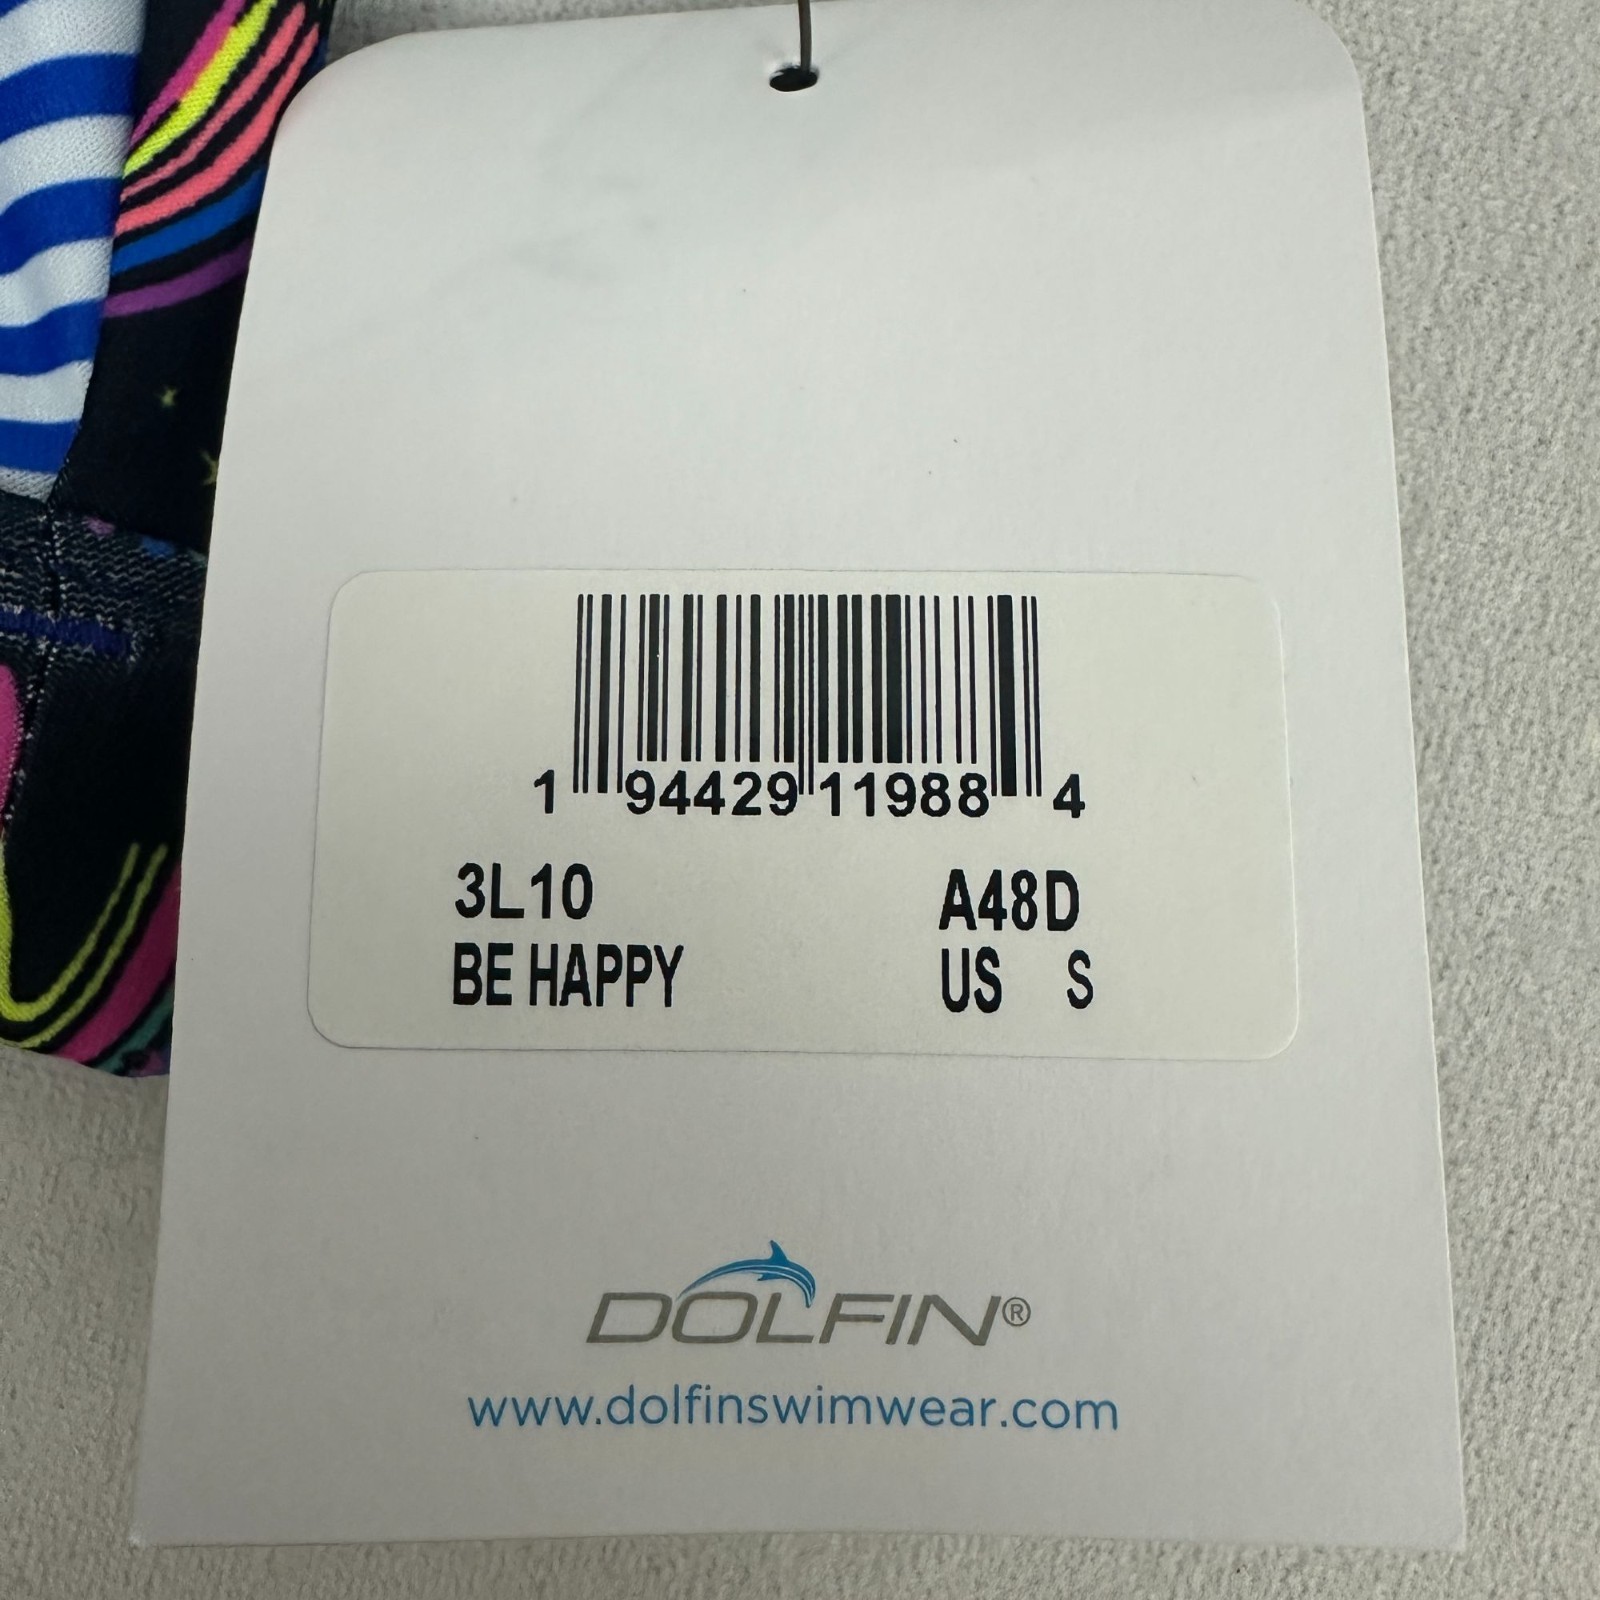 1 94429 11988 4
3L10 A48D
BE HAPPY US S
DOLFIN®
www.dolfinswimwear.com